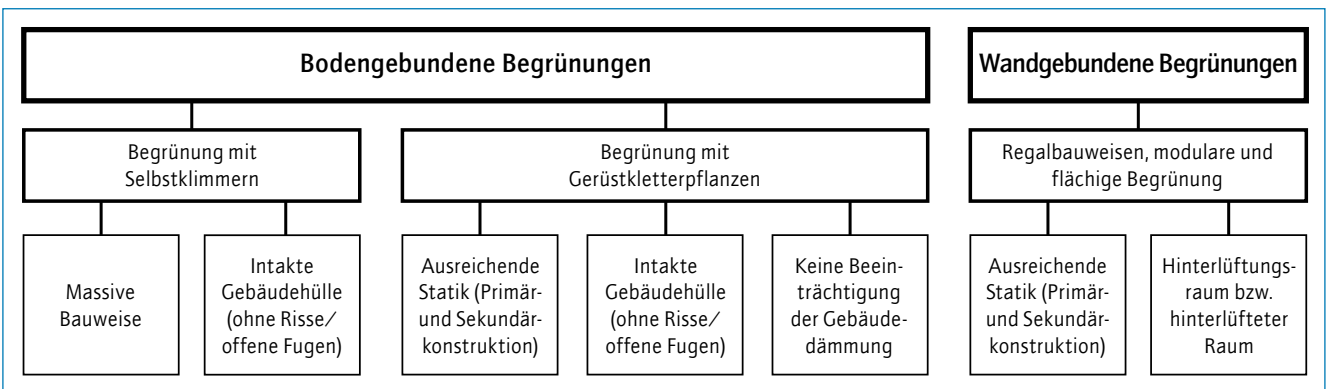 Bodengebundene Begrünungen
Wandgebundene Begrünungen
Begrünung mit
Selbstklimmern
Begrünung mit
Gerüstkletterpflanzen
Regalbauweisen, modulare und
flächige Begrünung
Massive
Bauweise
Intakte
Gebäudehülle
(ohne Risse/
offene Fugen)
Ausreichende
Statik (Primär-
und Sekundär-
konstruktion)
Intakte
Gebäudehülle
(ohne Risse/
offene Fugen)
Keine Beein-
trächtigung
der Gebäude-
dämmung
Ausreichende
Statik (Primär-
und Sekundär-
konstruktion)
Hinterlüftungs-
raum bzw.
hinterlüfteter
Raum